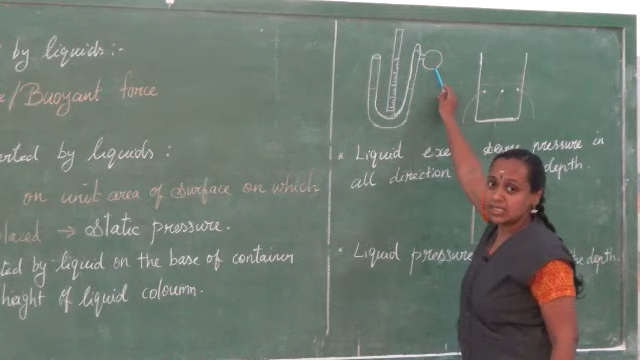 by liquids:-
/Buoyant force
erted by liquids:
on unit area of surface on which
placed → Static pressure.
ted by liquid on the base of container
height of liquid coloumn.
* Liquid exe pressure in
all direction depth.
* Liquid pressure the depth.